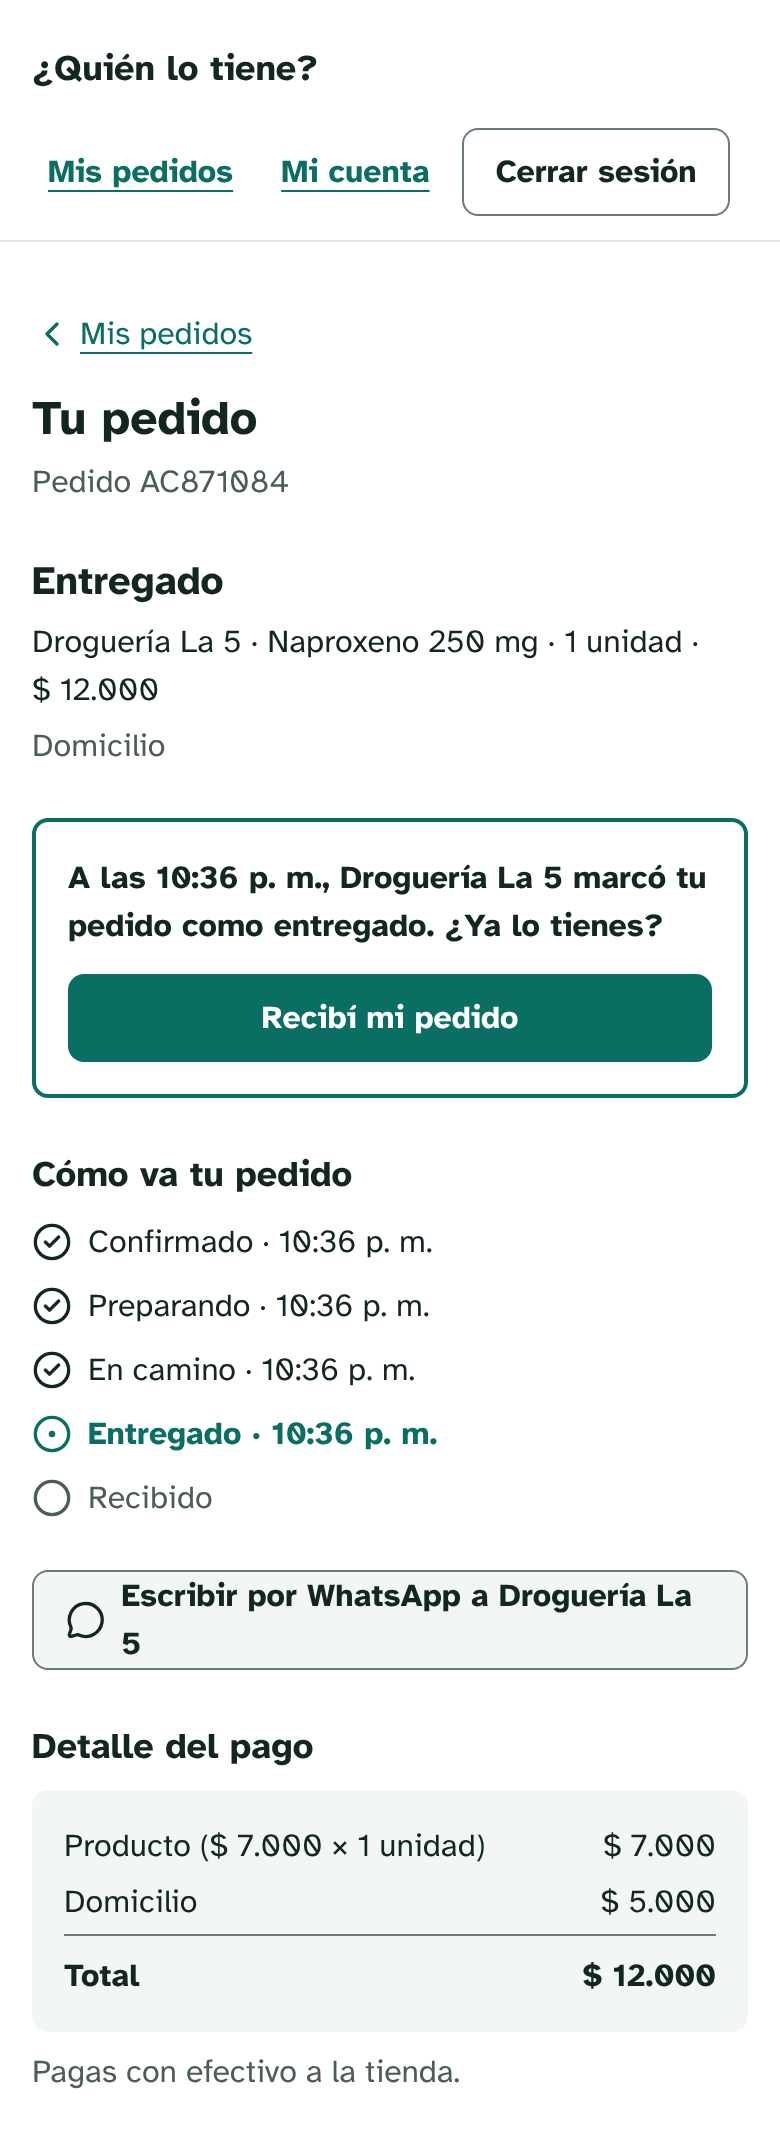 ¿Quién lo tiene?
Mis pedidos Mi cuenta Cerrar sesión
Mis pedidos
Tu pedido
Pedido AC871084
Entregado
Droguería La 5 · Naproxeno 250 mg · 1 unidad ·
$ 12.000
Domicilio
A las 10:36 p. m., Droguería La 5 marcó tu
pedido como entregado. ¿Ya lo tienes?
Recibí mi pedido
Cómo va tu pedido
Confirmado · 10:36 p. m.
Preparando · 10:36 p. m.
En camino · 10:36 p. m.
Entregado · 10:36 p. m.
Recibido
Escribir por WhatsApp a Droguería La
5
Detalle del pago
Producto ($ 7.000 × 1 unidad) $ 7.000
Domicilio $ 5.000
Total $ 12.000
Pagas con efectivo a la tienda.